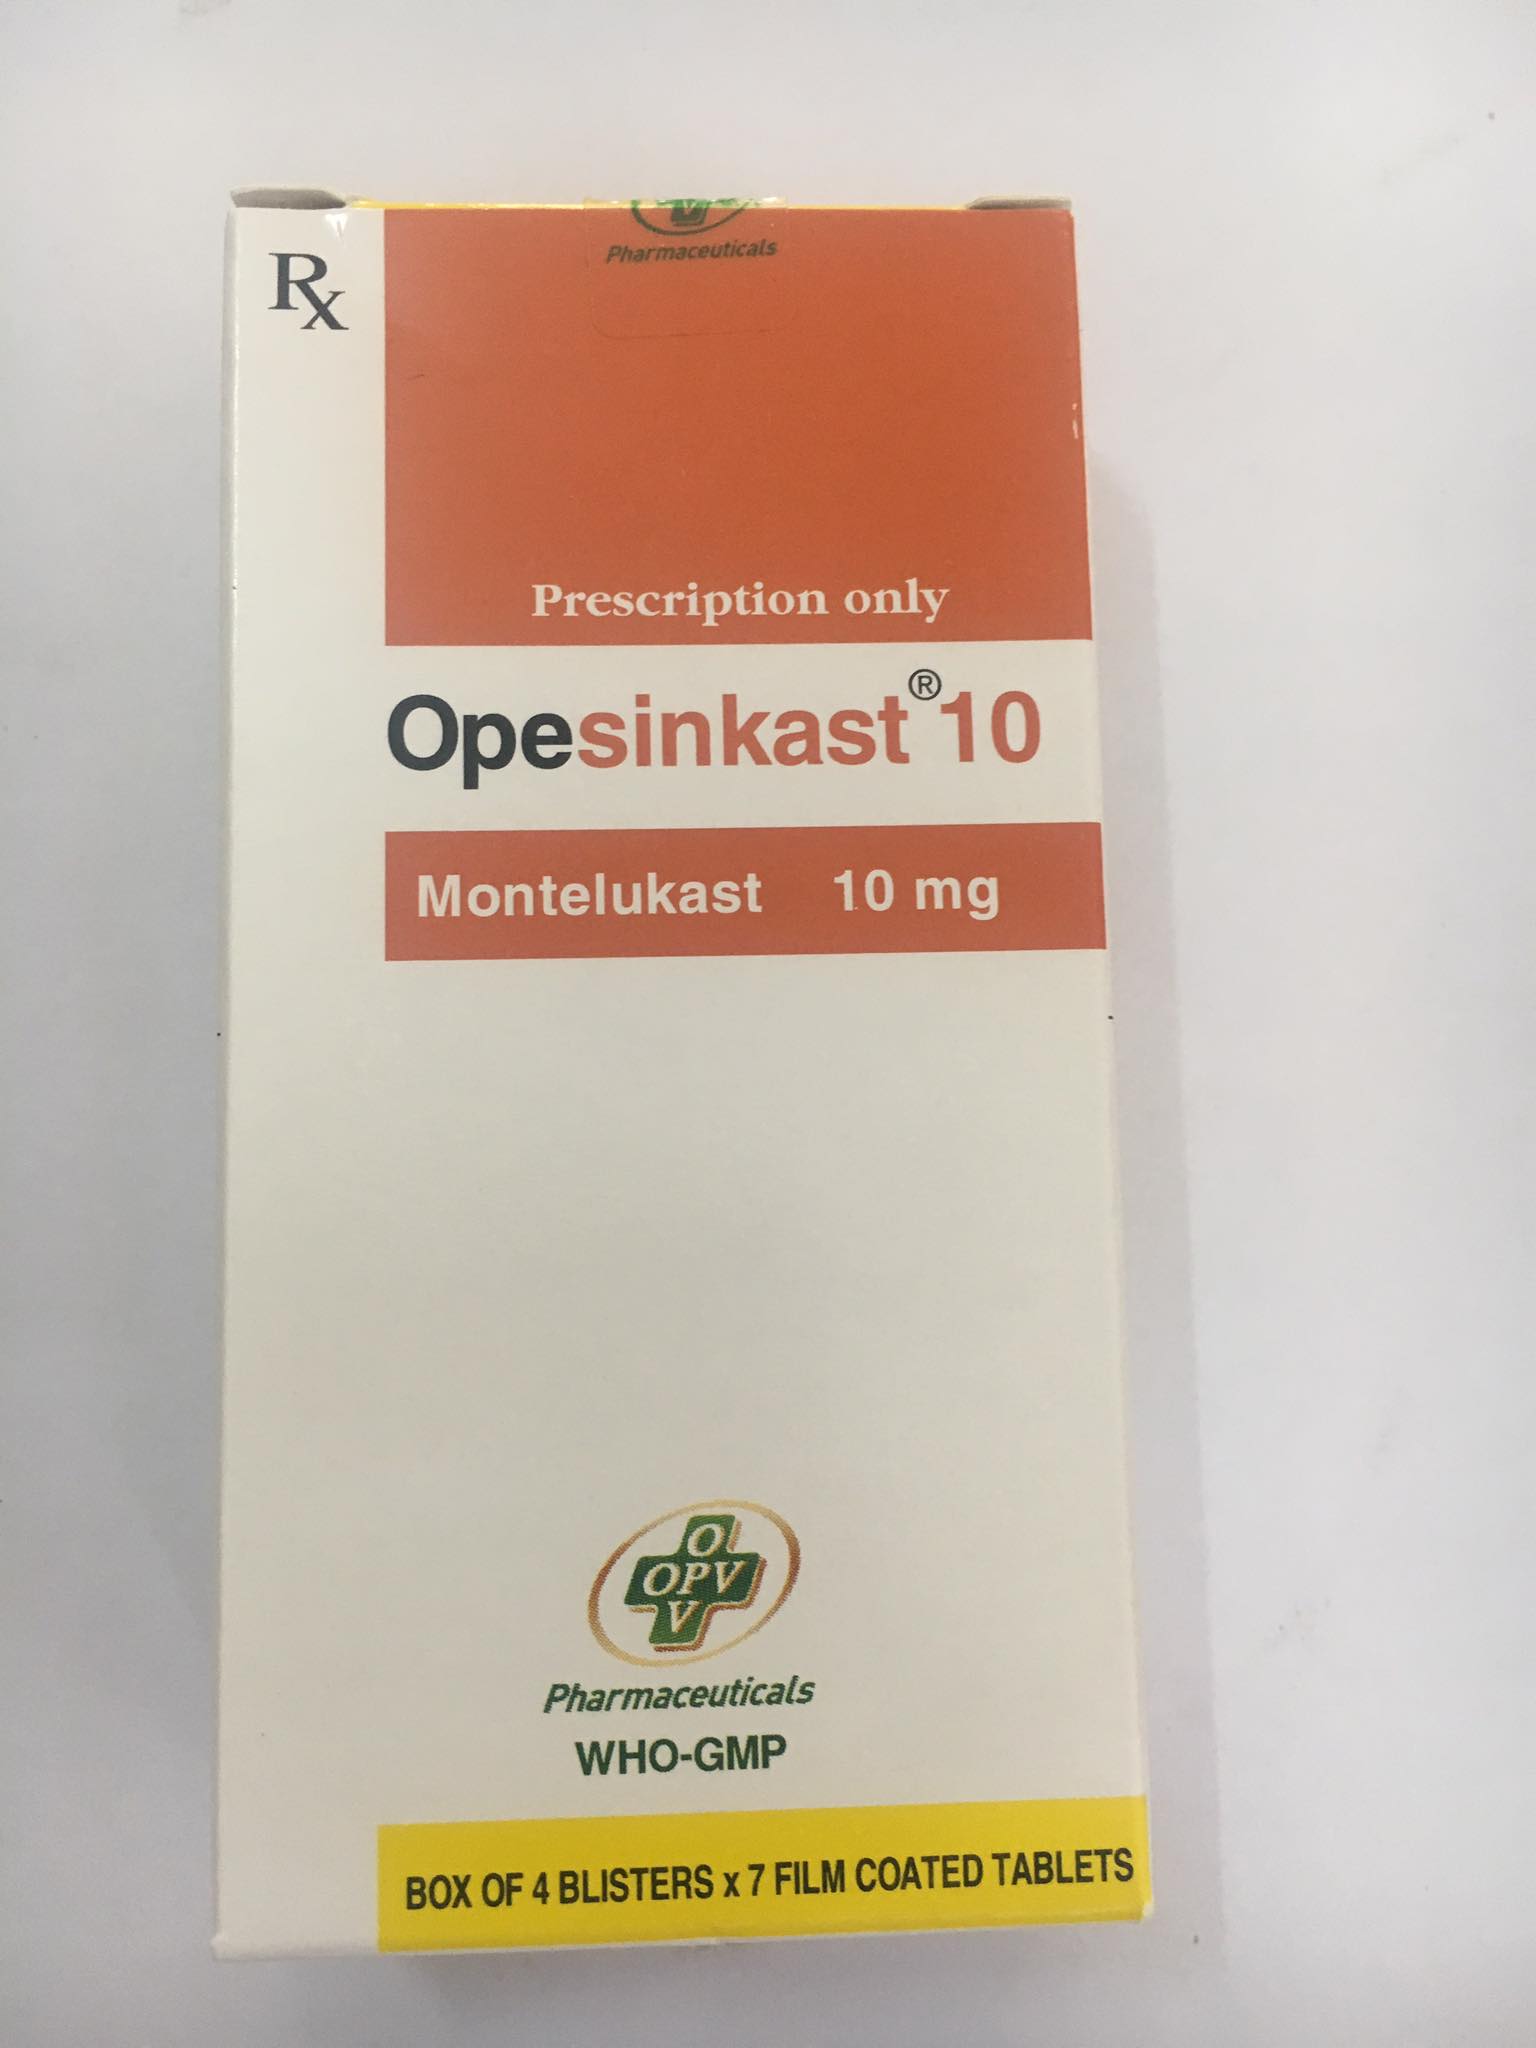 V
Pharmaceuticals
Rx
Prescription only
Opesinkast®10
Montelukast 10 mg
O
OPV
V
Pharmaceuticals
WHO-GMP
BOX OF 4 BLISTERS x 7 FILM COATED TABLETS